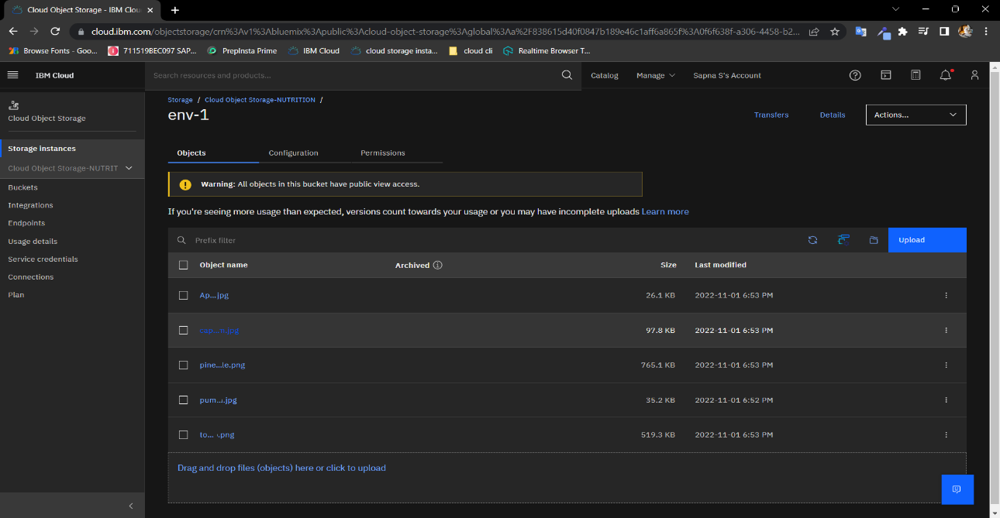 Cloud Object Storage - IBM Clou
cloud.ibm.com/objectstorage/crn%3Av1%3Abluemix%3Apublic%3Acloud-object-storage%3Aglobal%3Aa%2F838615d40f0847b189e46c1aff6a865f%3A0f6f638f-a306-4458-b2...
Browse Fonts - Goo...
711519BEC097 SAP...
PrepInsta Prime
IBM Cloud
cloud storage insta...
cloud cli
Realtime Browser T...
IBM Cloud
Search resources and products...
Catalog
Manage
Sapna S's Account
Cloud Object Storage
Storage instances
Cloud Object Storage-NUTRIT
Buckets
Integrations
Endpoints
Usage details
Service credentials
Connections
Plan
Storage / Cloud Object Storage-NUTRITION /
env-1
Transfers
Details
Actions...
Objects
Configuration
Permissions
Warning: All objects in this bucket have public view access.
If you're seeing more usage than expected, versions count towards your usage or you may have incomplete uploads Learn more
Prefix filter
Upload
Object name Archived Size Last modified
Ap...jpg 26.1 KB 2022-11-01 6:53 PM
97.8 KB 2022-11-01 6:53 PM
pine...le.png 765.1 KB 2022-11-01 6:53 PM
35.2 KB 2022-11-01 6:52 PM
519.3 KB 2022-11-01 6:53 PM
Drag and drop files (objects) here or click to upload